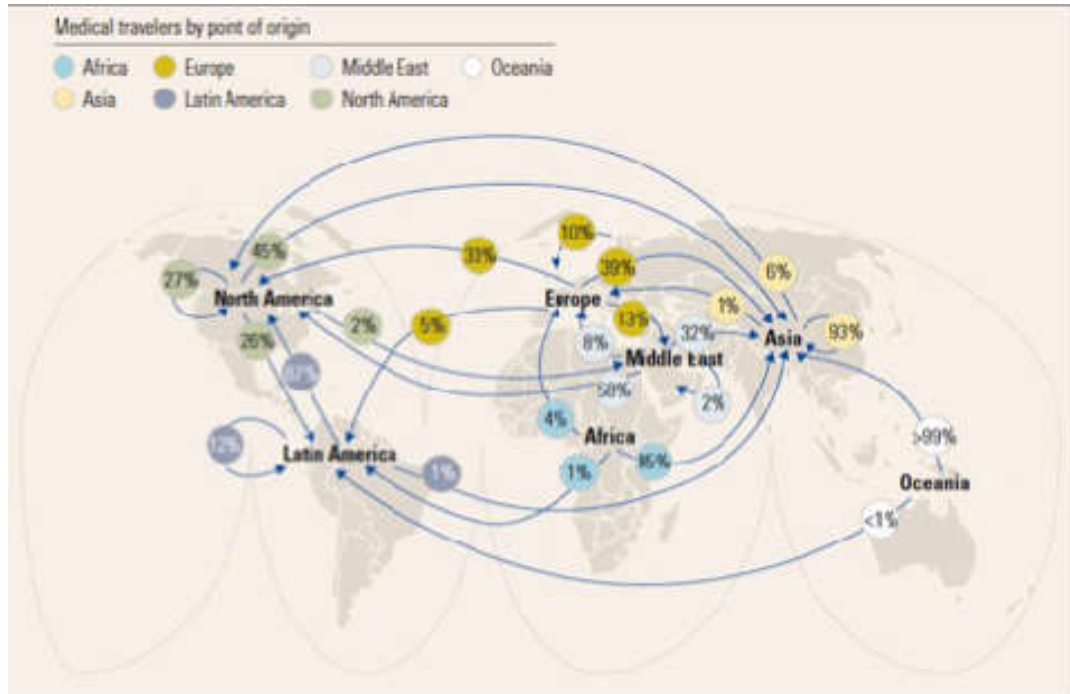 Medical travelers by point of origin
Africa Europe Middle East Oceania
Asia Latin America North America
10%
45%
33%
39%
6%
27%
North America
Europe
1%
2%
5%
13%
32%
93%
Asia
26%
8%
Middle East
2%
4%
12%
Africa
>99%
Latin America
1%
1%
Oceania
<1%